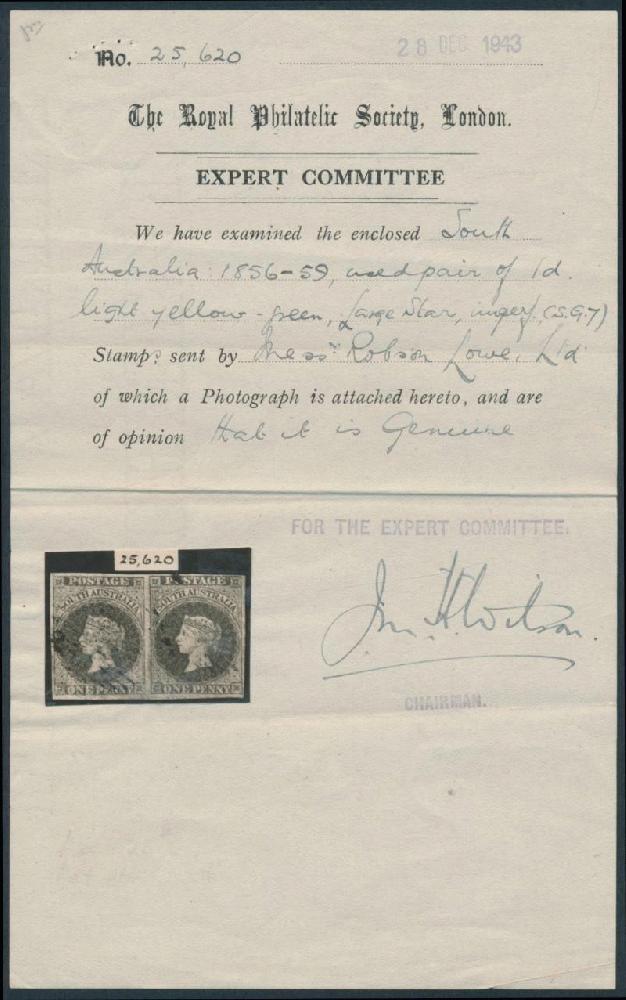 No. 25,620
28 DEC 1943
The Royal Philatelic Society, London.
EXPERT COMMITTEE
We have examined the enclosed South
Australia 1856-59, used pair of 1d.
light yellow-green, Large Star, imperf. (S.G.7)
Stamps sent by Messrs Robson Lowe, Ltd
of which a Photograph is attached hereto, and are
of opinion that it is Genuine
FOR THE EXPERT COMMITTEE.
25,620
POSTAGE P STAGE
SOUTH AUSTRALIA SOUTH AUSTRALIA
ONE PENNY ONE PENNY
Jn. H. Wilson.
CHAIRMAN.